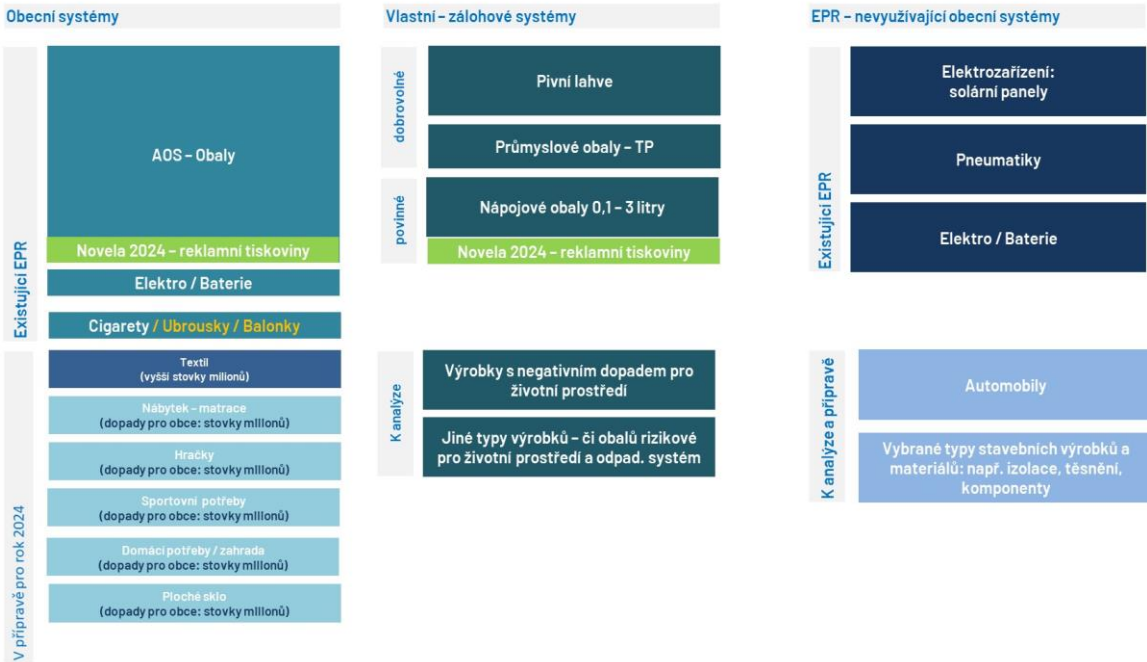 Obecní systémy
Existující EPR
AOS – Obaly
Novela 2024 – reklamní tiskoviny
Elektro / Baterie
Cigarety / Ubrousky / Balonky
V přípravě pro rok 2024
Textil
(vyšší stovky milionů)
Nábytek – matrace
(dopady pro obce: stovky milionů)
Hračky
(dopady pro obce: stovky milionů)
Sportovní potřeby
(dopady pro obce: stovky milionů)
Domácí potřeby / zahrada
(dopady pro obce: stovky milionů)
Ploché sklo
(dopady pro obce: stovky milionů)
Vlastní – zálohové systémy
dobrovolné
Pivní lahve
Průmyslové obaly – TP
povinné
Nápojové obaly 0,1 – 3 litry
Novela 2024 – reklamní tiskoviny
K analýze
Výrobky s negativním dopadem pro
životní prostředí
Jiné typy výrobků – či obalů rizikové
pro životní prostředí a odpad. systém
EPR – nevyužívající obecní systémy
Existující EPR
Elektrozařízení:
solární panely
Pneumatiky
Elektro / Baterie
K analýze a přípravě
Automobily
Vybrané typy stavebních výrobků a
materiálů: např. izolace, těsnění,
komponenty